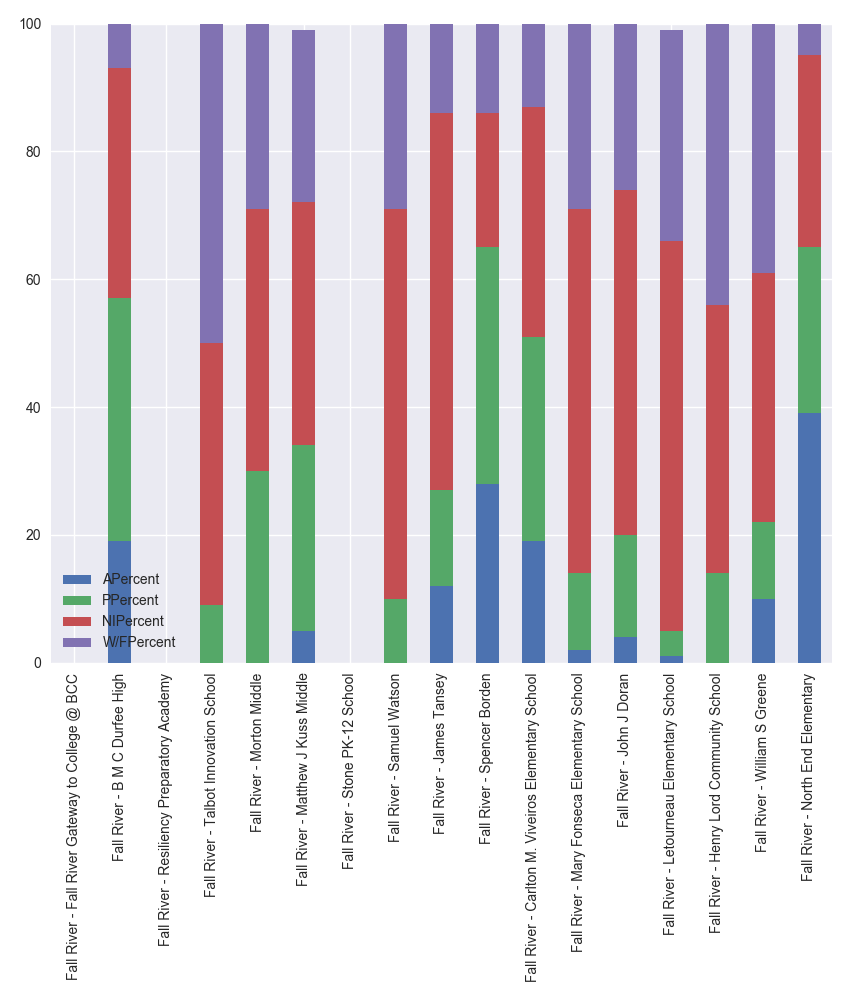 100
80
60
40
20
0
APercent
PPercent
NIPercent
W/FPercent
Fall River - Fall River Gateway to College @ BCC
Fall River - B M C Durfee High
Fall River - Resiliency Preparatory Academy
Fall River - Talbot Innovation School
Fall River - Morton Middle
Fall River - Matthew J Kuss Middle
Fall River - Stone PK-12 School
Fall River - Samuel Watson
Fall River - James Tansey
Fall River - Spencer Borden
Fall River - Carlton M. Viveiros Elementary School
Fall River - Mary Fonseca Elementary School
Fall River - John J Doran
Fall River - Letourneau Elementary School
Fall River - Henry Lord Community School
Fall River - William S Greene
Fall River - North End Elementary